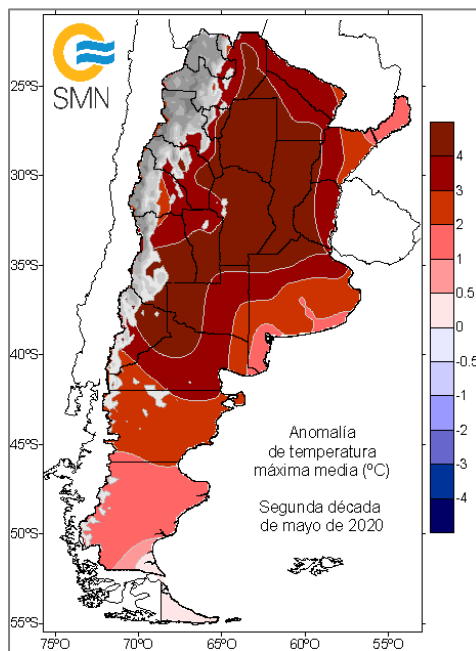 SMN
25°S
30°S
35°S
40°S
45°S
50°S
55°S
75°O
70°O
65°O
60°O
55°O
4
3
2
1
0.5
0
-0.5
-1
-2
-3
-4
Anomalía
de temperatura
máxima media (ºC)
Segunda década
de mayo de 2020